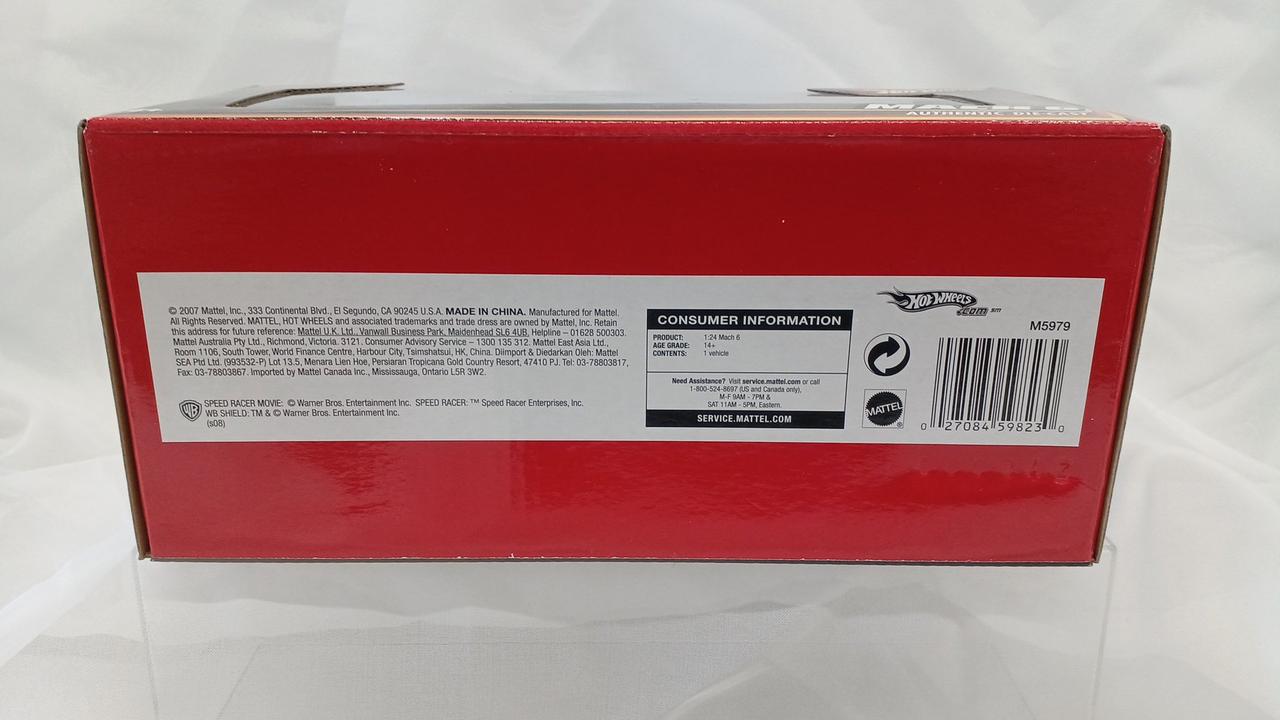 AUTHENTIC DIE-CAST
© 2007 Mattel, Inc., 333 Continental Blvd., El Segundo, CA 90245 U.S.A. MADE IN CHINA. Manufactured for Mattel.
All Rights Reserved. MATTEL, HOT WHEELS and associated trademarks and trade dress are owned by Mattel, Inc. Retain
this address for future reference: Mattel U.K. Ltd., Vanwall Business Park, Maidenhead SL6 4UB. Helpline – 01628 500303.
Mattel Australia Pty Ltd., Richmond, Victoria. 3121. Consumer Advisory Service – 1300 135 312. Mattel East Asia Ltd.,
Room 1106, South Tower, World Finance Centre, Harbour City, Tsimshatsui, HK, China. Diimport & Diedarkan Oleh: Mattel
SEA Pte Ltd. (993532-P) Lot 13.5, Menara Lien Hoe, Persiaran Tropicana Gold Country Resort, 47410 PJ. Tel: 03-78803817,
Fax: 03-78803867. Imported by Mattel Canada Inc., Mississauga, Ontario L5R 3W2.
WB
SPEED RACER MOVIE: © Warner Bros. Entertainment Inc. SPEED RACER: ™ Speed Racer Enterprises, Inc.
WB SHIELD: TM & © Warner Bros. Entertainment Inc.
(s08)
CONSUMER INFORMATION
PRODUCT: 1:24 Mach 6
AGE GRADE: 14+
CONTENTS: 1 vehicle
Need Assistance? Visit service.mattel.com or call
1-800-524-8697 (US and Canada only),
M-F 9AM - 7PM &
SAT 11AM - 5PM, Eastern.
SERVICE.MATTEL.COM
HOT WHEELS
.COM SM
M5979
MATTEL ®
0 27084 59823 0